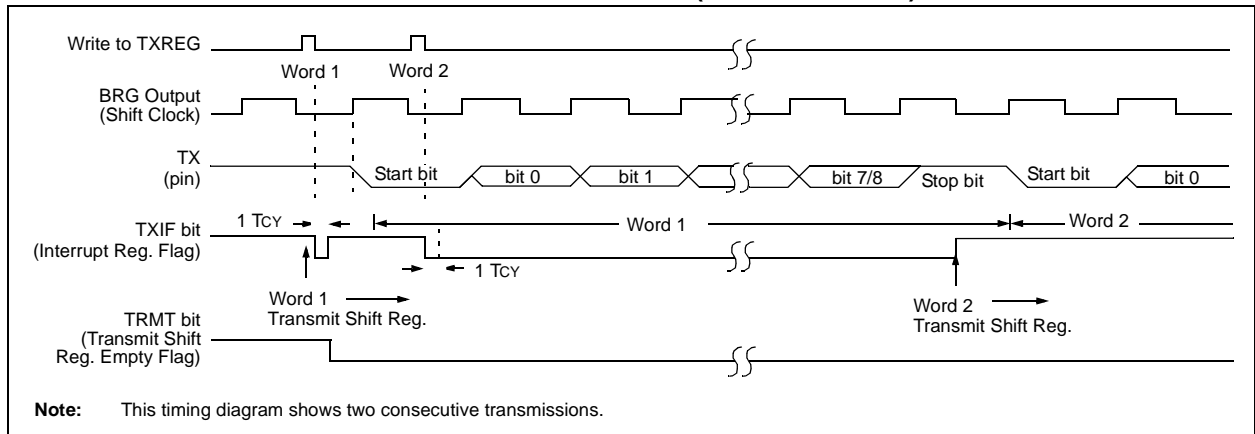 Write to TXREG
Word 1
Word 2
BRG Output
(Shift Clock)
TX
(pin)
Start bit
bit 0
bit 1
bit 7/8
Stop bit
Start bit
bit 0
1 TCY
TXIF bit
(Interrupt Reg. Flag)
Word 1
Word 2
1 TCY
Word 1
Transmit Shift Reg.
Word 2
Transmit Shift Reg.
TRMT bit
(Transmit Shift
Reg. Empty Flag)
Note: This timing diagram shows two consecutive transmissions.